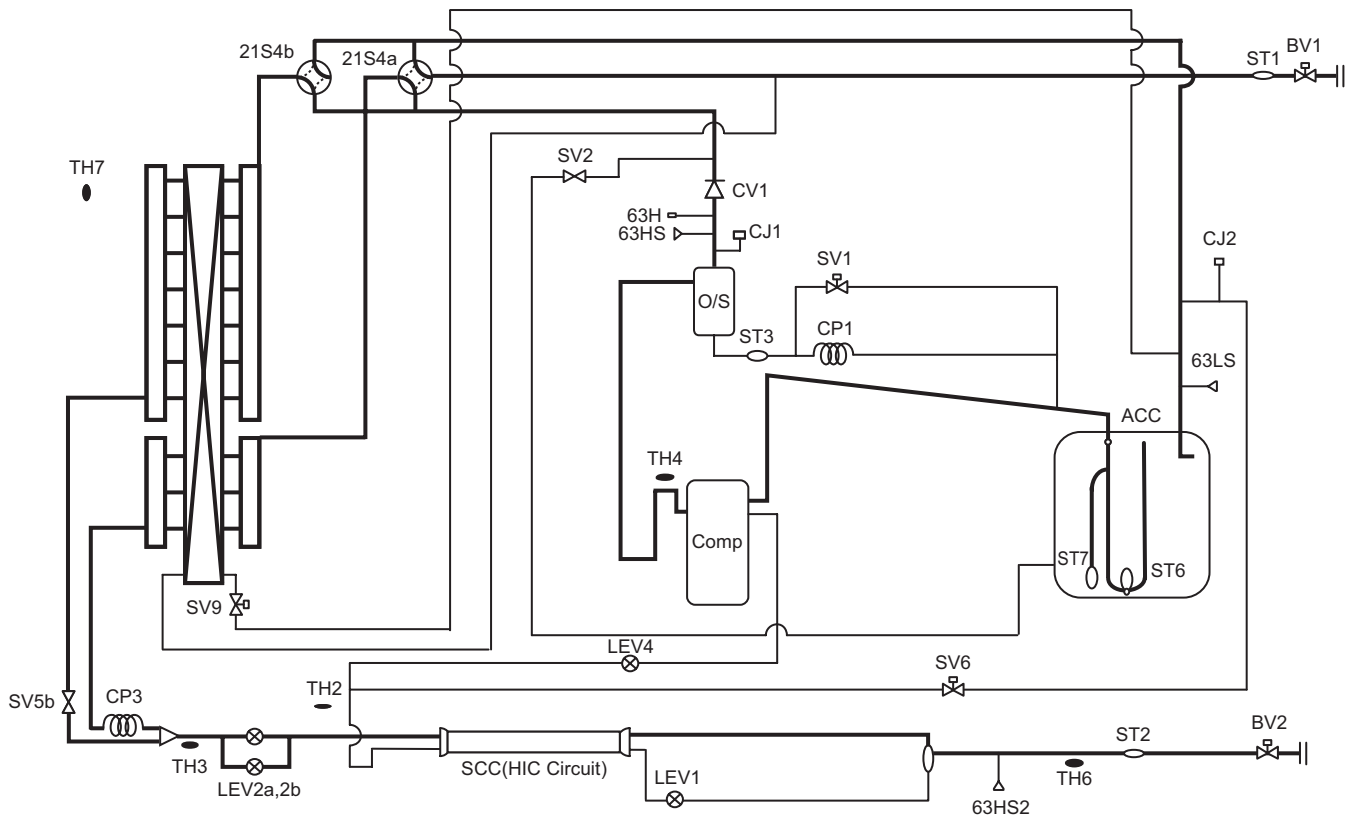 21S4b
21S4a
ST1
BV1
TH7
SV2
CV1
63H
63HS
CJ1
CJ2
SV1
O/S
ST3
CP1
63LS
ACC
TH4
Comp
ST7
ST6
SV9
LEV4
SV6
TH2
SV5b
CP3
TH3
LEV2a,2b
SCC(HIC Circuit)
LEV1
ST2
BV2
TH6
63HS2